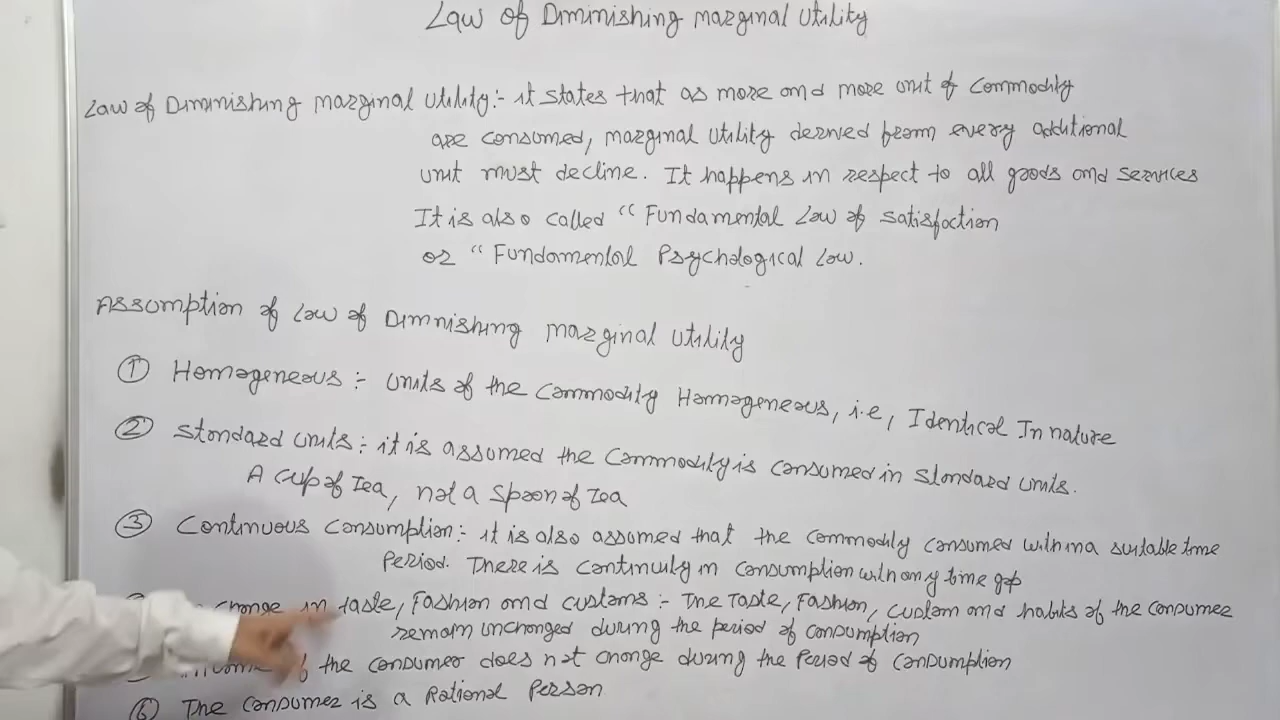 Law of Diminishing marginal utility
Law of Diminishing marginal utility:- it states that as more and more unit of Commodity
are consumed, marginal utility derived from every additional
unit must decline. It happens in respect to all goods and services
It is also called “ Fundamental Law of satisfaction
or “ Fundamental Psychological Law.
Assumption of Law of Diminishing marginal utility
① Homogeneous :- units of the Commodity Homogeneous, i.e, Identical In nature
② Standard units :- it is assumed the Commodity is consumed in standard units.
A cup of Tea, not a Spoon of Tea
③ Continuous Consumption:- it is also assumed that the commodity consumed within a suitable time
Period. There is continuity in consumption with any time gap
change in taste, Fashion and customs :- The Taste, Fashion, custom and habits of the consumer
remain unchanged during the period of consumption
of the consumer does not change during the Period of consumption
⑥ The consumer is a Rational Person